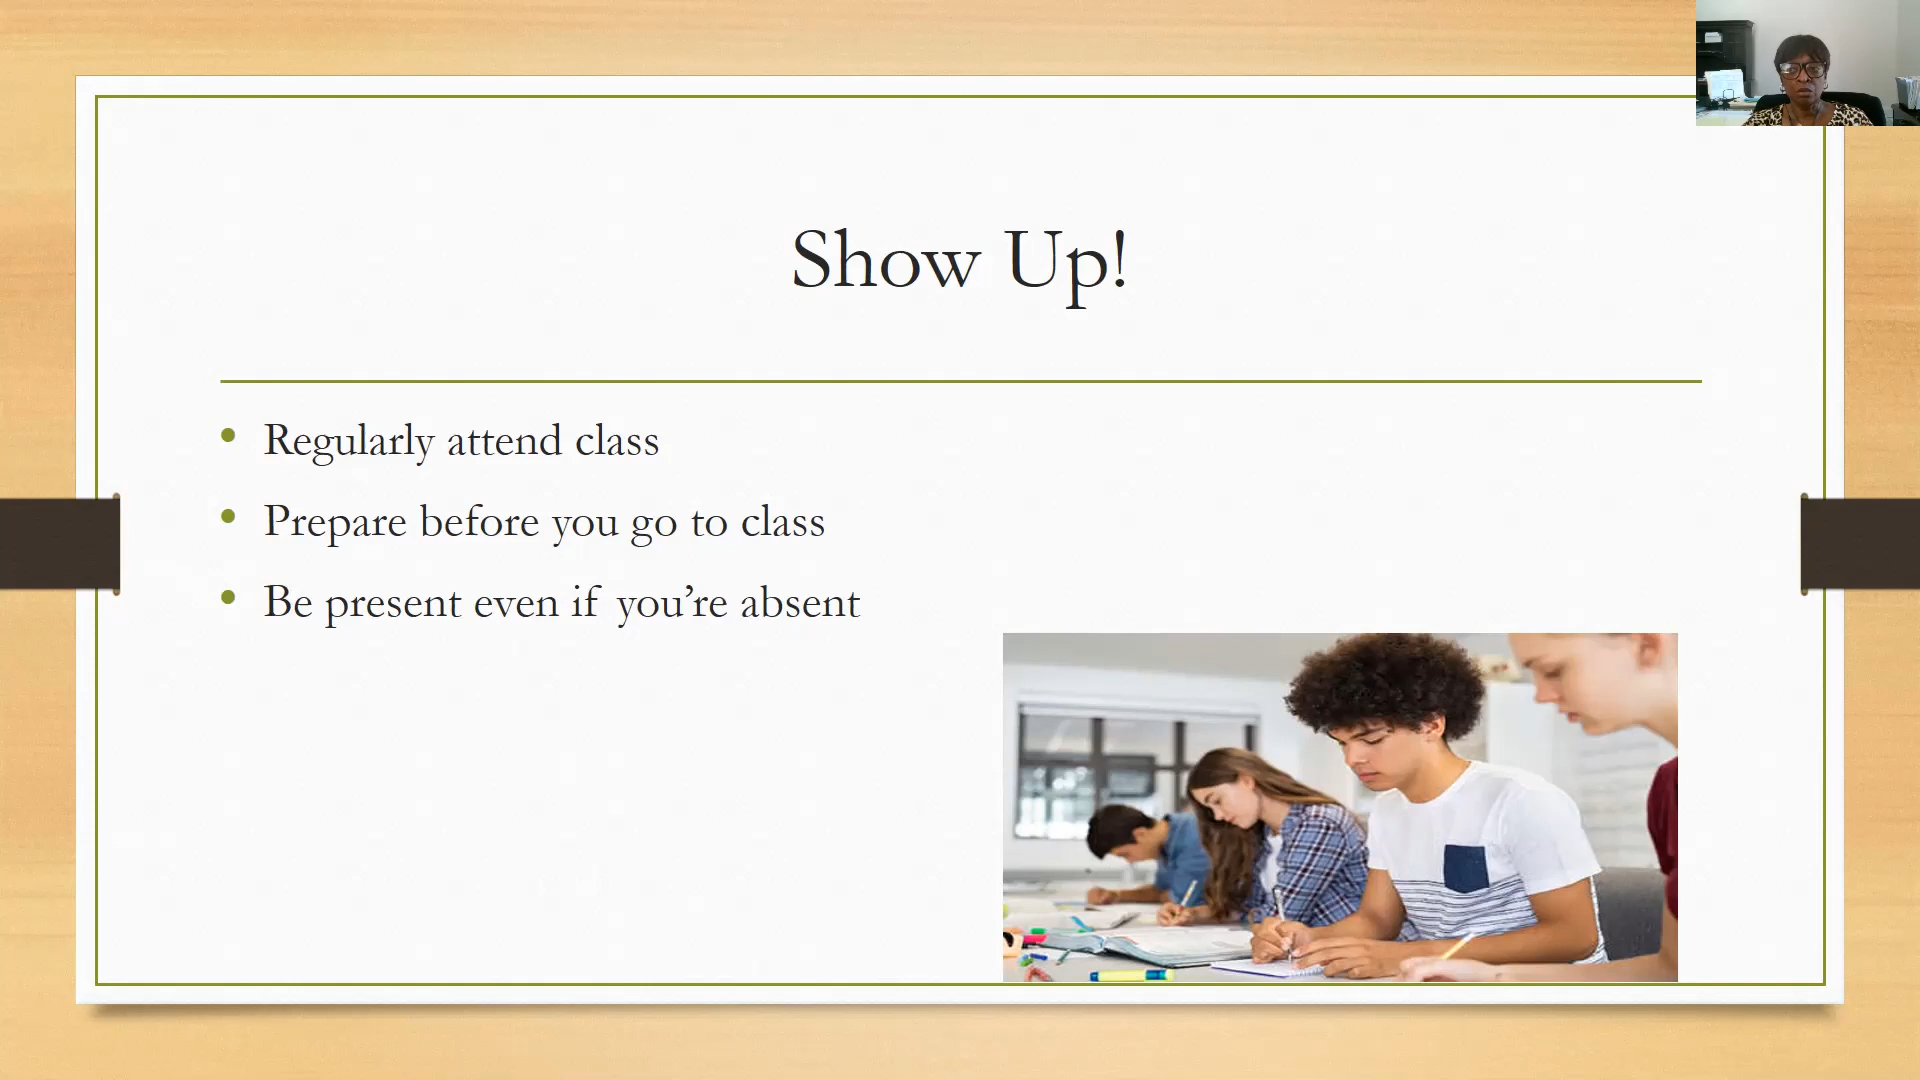 Show Up!
• Regularly attend class
• Prepare before you go to class
• Be present even if you’re absent